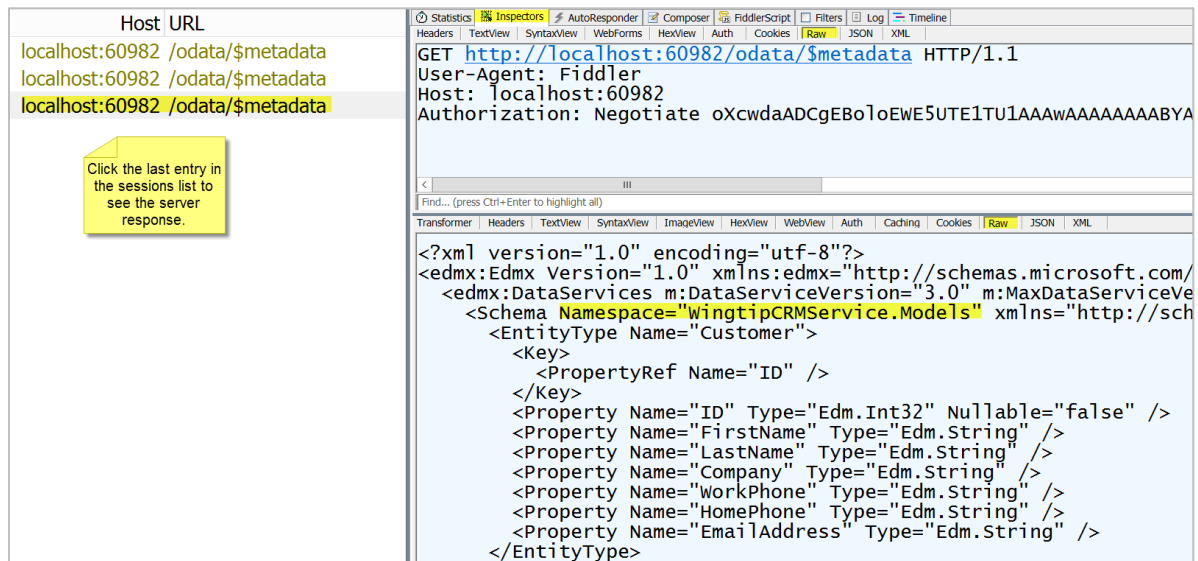 Host URL
localhost:60982 /odata/$metadata
localhost:60982 /odata/$metadata
localhost:60982 /odata/$metadata
Click the last entry in
the sessions list to
see the server
response.
Statistics Inspectors AutoResponder Composer FiddlerScript Filters Log Timeline
Headers TextView SyntaxView WebForms HexView Auth Cookies Raw JSON XML
GET http://localhost:60982/odata/$metadata HTTP/1.1
User-Agent: Fiddler
Host: localhost:60982
Authorization: Negotiate oXcwdaADCgEBoloEWE5UTE1TU1AAAwAAAAAAAABYA
Find... (press Ctrl+Enter to highlight all)
Transformer Headers TextView SyntaxView ImageView HexView WebView Auth Caching Cookies Raw JSON XML
<?xml version="1.0" encoding="utf-8"?>
<edmx:Edmx Version="1.0" xmlns:edmx="http://schemas.microsoft.com/
<edmx:DataServices m:DataServiceVersion="3.0" m:MaxDataServiceVe
<Schema Namespace="WingtipCRMService.Models" xmlns="http://sch
<EntityType Name="Customer">
<Key>
<PropertyRef Name="ID" />
</Key>
<Property Name="ID" Type="Edm.Int32" Nullable="false" />
<Property Name="FirstName" Type="Edm.String" />
<Property Name="LastName" Type="Edm.String" />
<Property Name="Company" Type="Edm.String" />
<Property Name="WorkPhone" Type="Edm.String" />
<Property Name="HomePhone" Type="Edm.String" />
<Property Name="EmailAddress" Type="Edm.String" />
</EntityType>